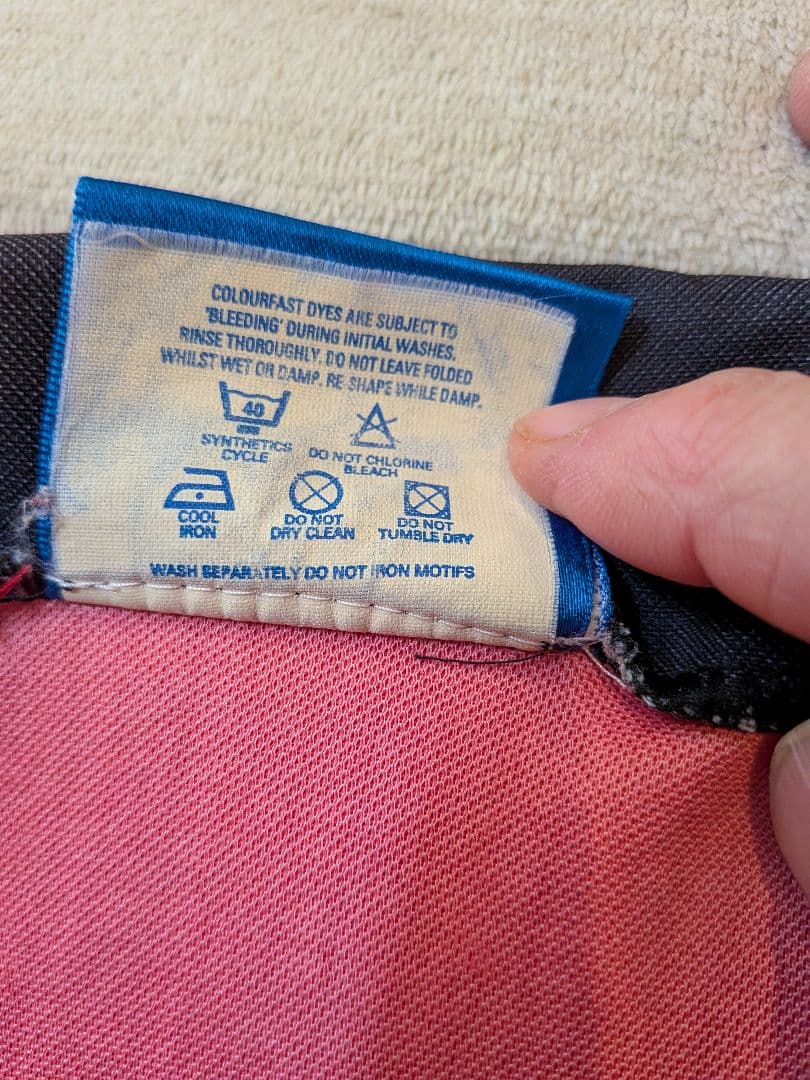 COLOURFAST DYES ARE SUBJECT TO
'BLEEDING' DURING INITIAL WASHES.
RINSE THOROUGHLY. DO NOT LEAVE FOLDED
WHILST WET OR DAMP. RE-SHAPE WHILE DAMP.
40
SYNTHETICS
CYCLE
DO NOT CHLORINE
BLEACH
COOL
IRON
DO NOT
DRY CLEAN
DO NOT
TUMBLE DRY
WASH SEPARATELY DO NOT IRON MOTIFS